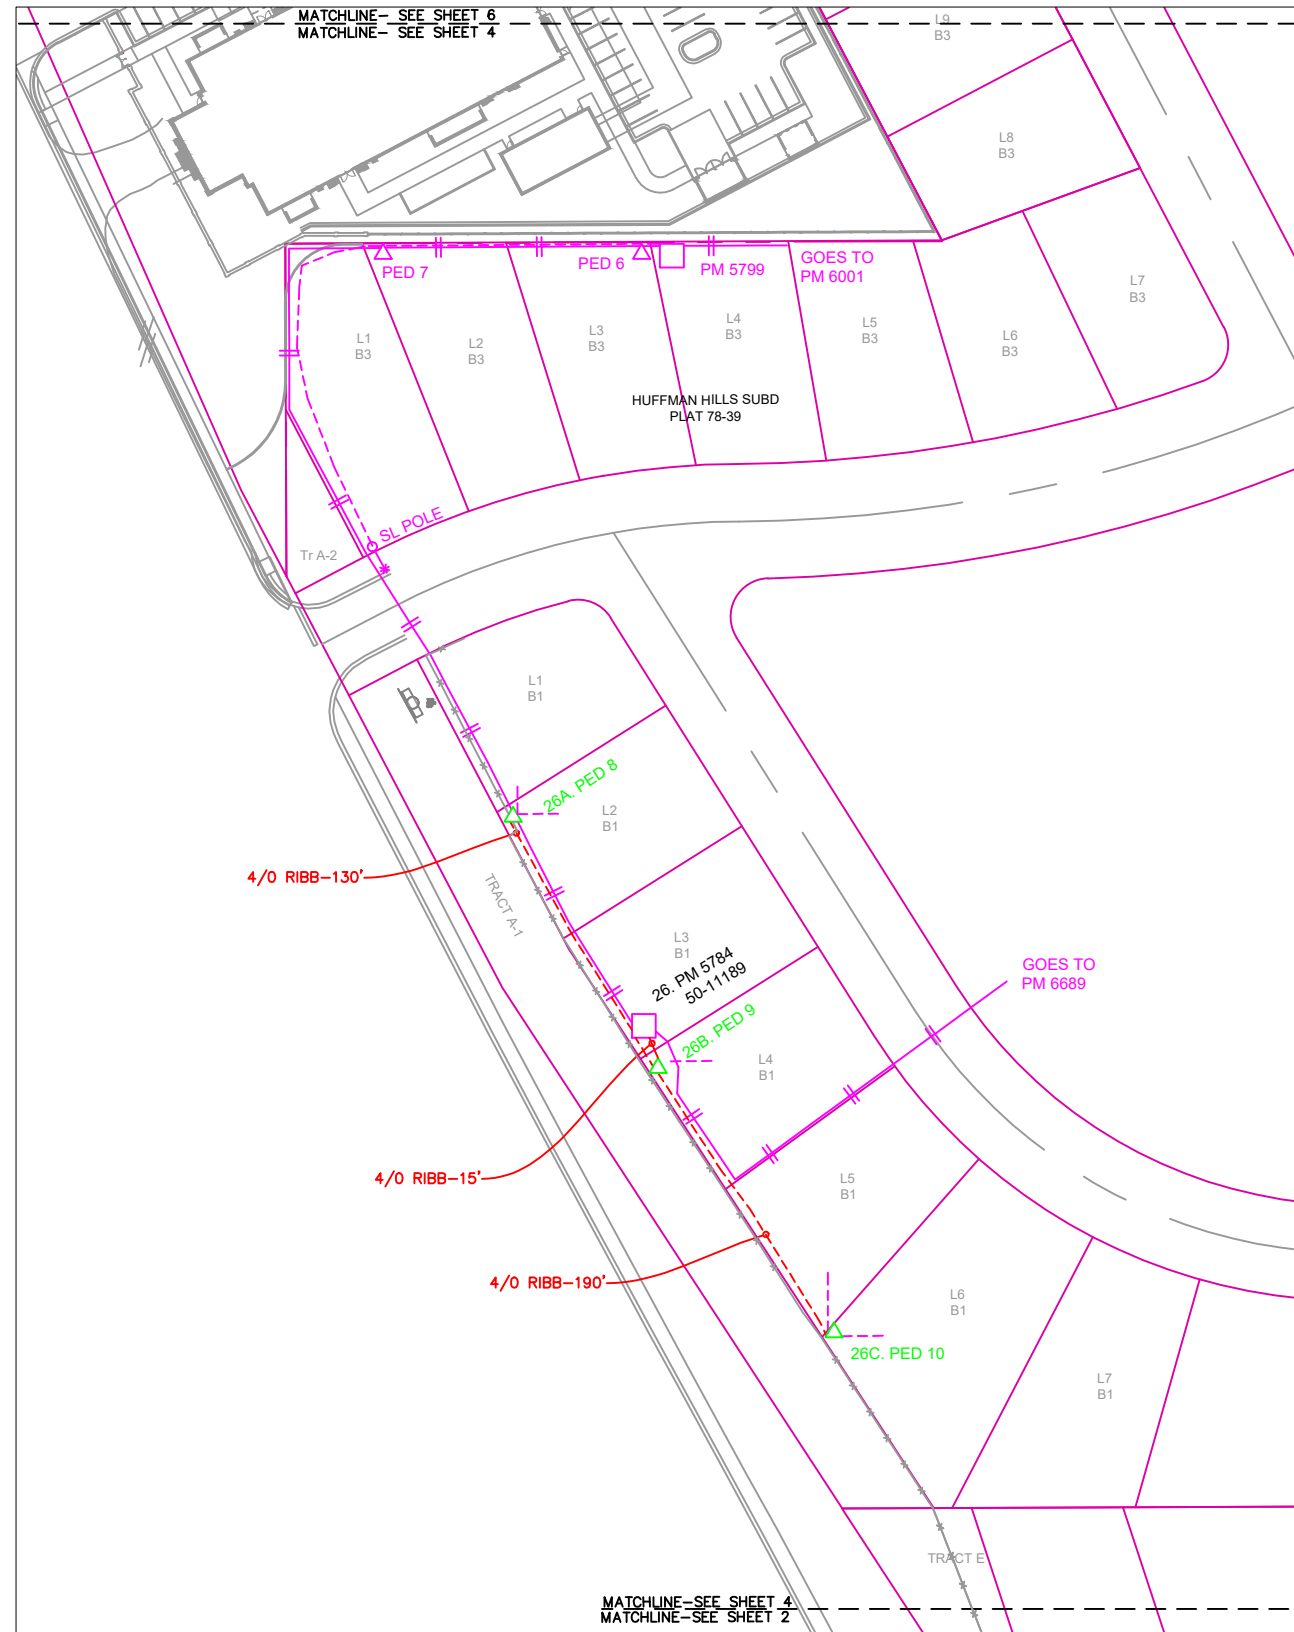 MATCHLINE- SEE SHEET 6
MATCHLINE- SEE SHEET 4
L9
B3
L8
B3
PED 7
PED 6
PM 5799
GOES TO
PM 6001
L7
B3
L1
B3
L2
B3
L3
B3
L4
B3
L5
B3
L6
B3
HUFFMAN HILLS SUBD
PLAT 78-39
SL POLE
Tr A-2
L1
B1
26A. PED 8
L2
B1
4/0 RIBB-130'
TRACT A-1
L3
B1
26. PM 5784
50-11189
GOES TO
PM 6689
26B. PED 9
L4
B1
4/0 RIBB-15'
L5
B1
4/0 RIBB-190'
L6
B1
26C. PED 10
L7
B1
TRACT E
MATCHLINE-SEE SHEET 4
MATCHLINE-SEE SHEET 2